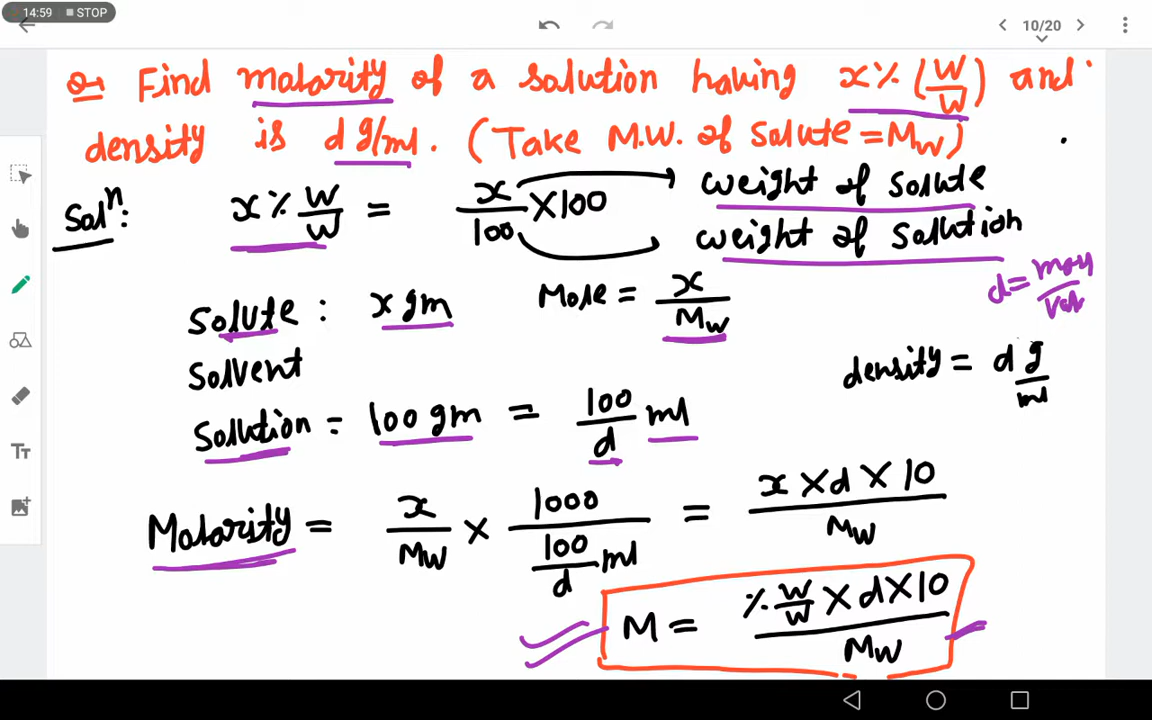 14:59 STOP
10/20
Q→ Find molarity of a solution having x% (W/W) and
density is d g/ml. (Take M.W. of solute = Mw)
Solⁿ: x% W/W = x/100 × 100 → weight of solute
→ weight of solution
d = mass/vol
Solute : x gm Mole = x/Mw
Solvent
density = d g/ml
Solution = 100 gm = 100/d ml
Molarity = x/Mw × 1000/(100/d ml) = x × d × 10/Mw
M = % W/W × d × 10/Mw
Tт